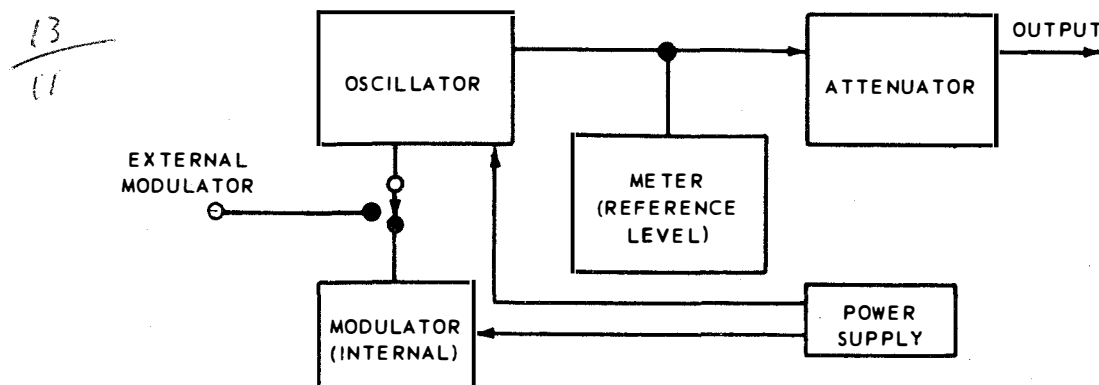 13
11
OSCILLATOR
ATTENUATOR
OUTPUT
EXTERNAL
MODULATOR
METER
(REFERENCE
LEVEL)
MODULATOR
(INTERNAL)
POWER
SUPPLY